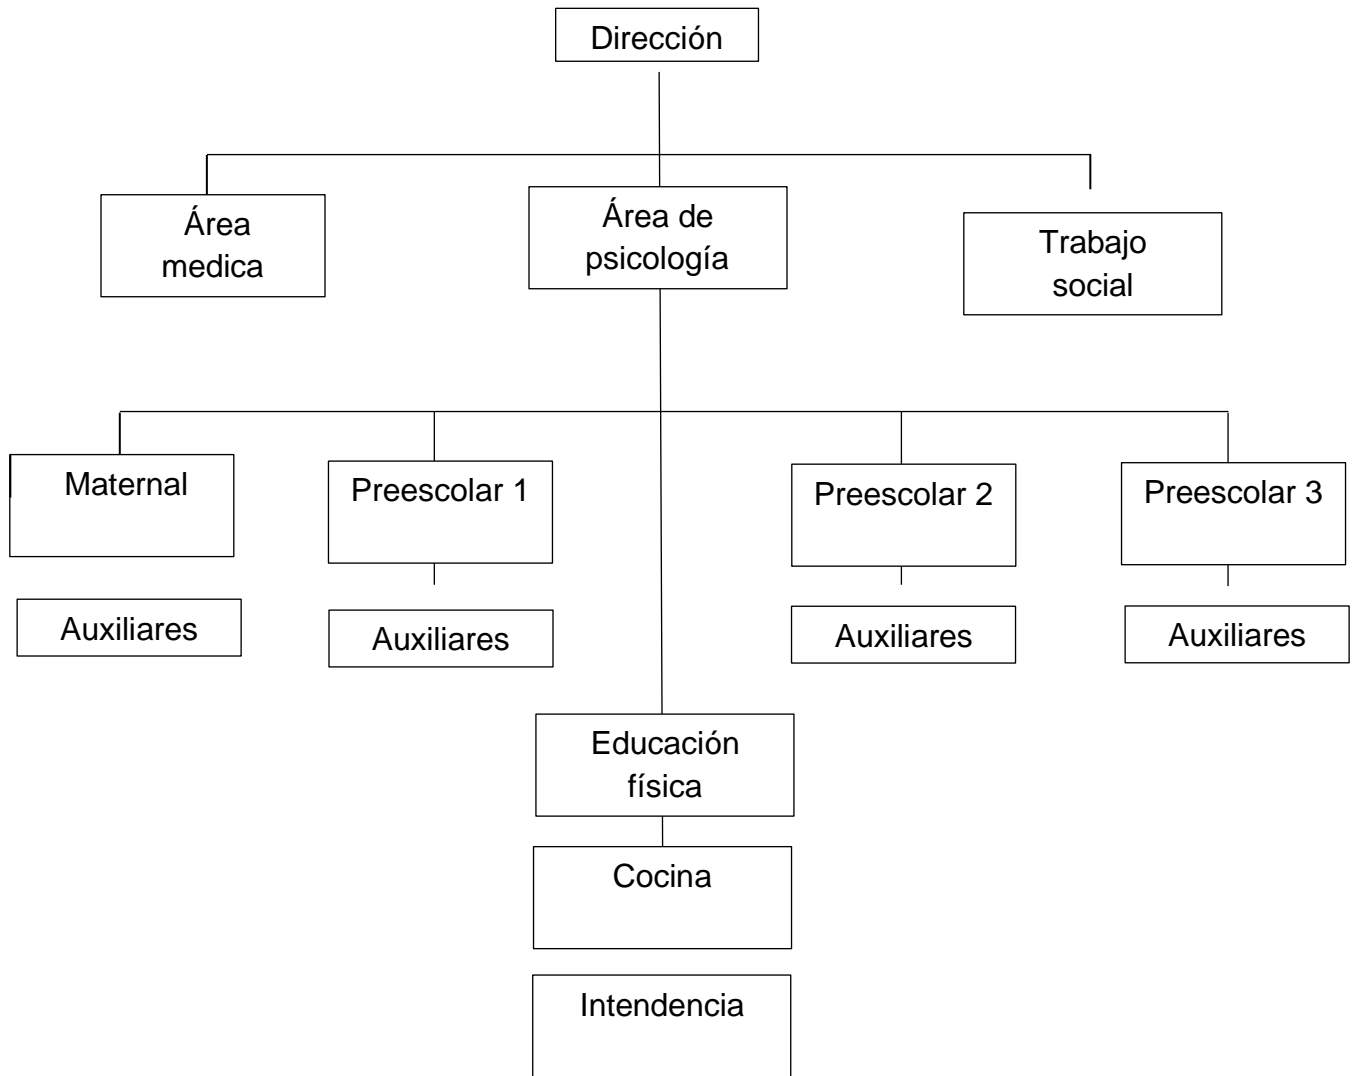 Dirección
Área
medica
Área de
psicología
Trabajo
social
Maternal
Preescolar 1
Preescolar 2
Preescolar 3
Auxiliares
Auxiliares
Auxiliares
Auxiliares
Educación
física
Cocina
Intendencia